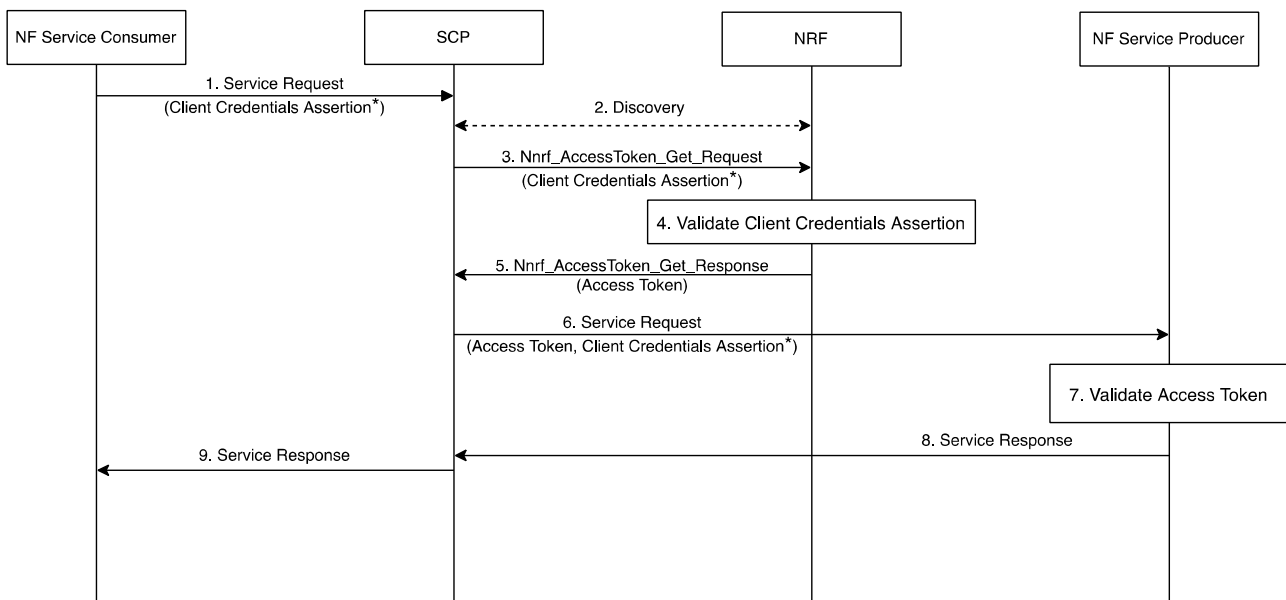 NF Service Consumer
SCP
NRF
NF Service Producer
1. Service Request
(Client Credentials Assertion*)
2. Discovery
3. Nnrf_AccessToken_Get_Request
(Client Credentials Assertion*)
4. Validate Client Credentials Assertion
5. Nnrf_AccessToken_Get_Response
(Access Token)
6. Service Request
(Access Token, Client Credentials Assertion*)
7. Validate Access Token
8. Service Response
9. Service Response